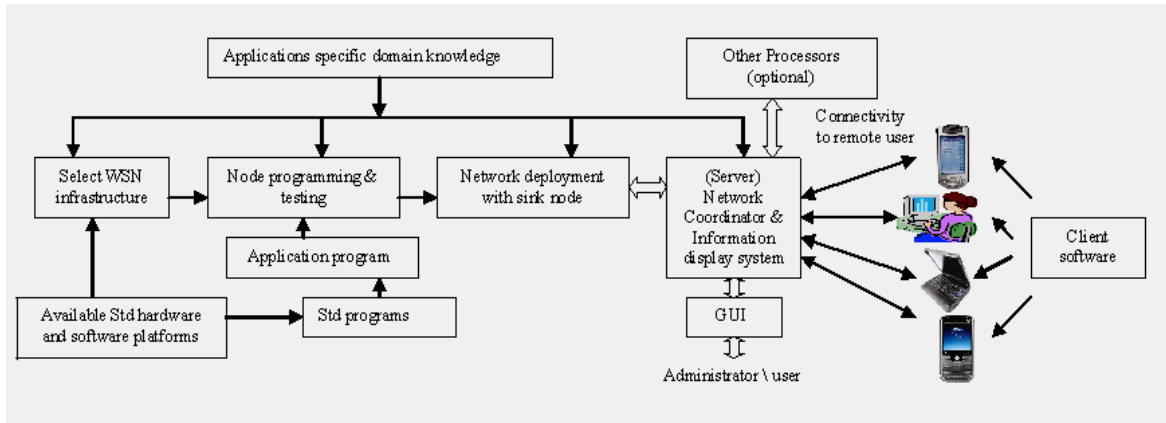 Applications specific domain knowledge
Other Processors
(optional)
Connectivity
to remote user
Select WSN
infrastructure
Node programming &
testing
Network deployment
with sink node
(Server)
Network
Coordinator &
Information
display system
Client
software
Application program
Available Std hardware
and software platforms
Std programs
GUI
Administrator \ user